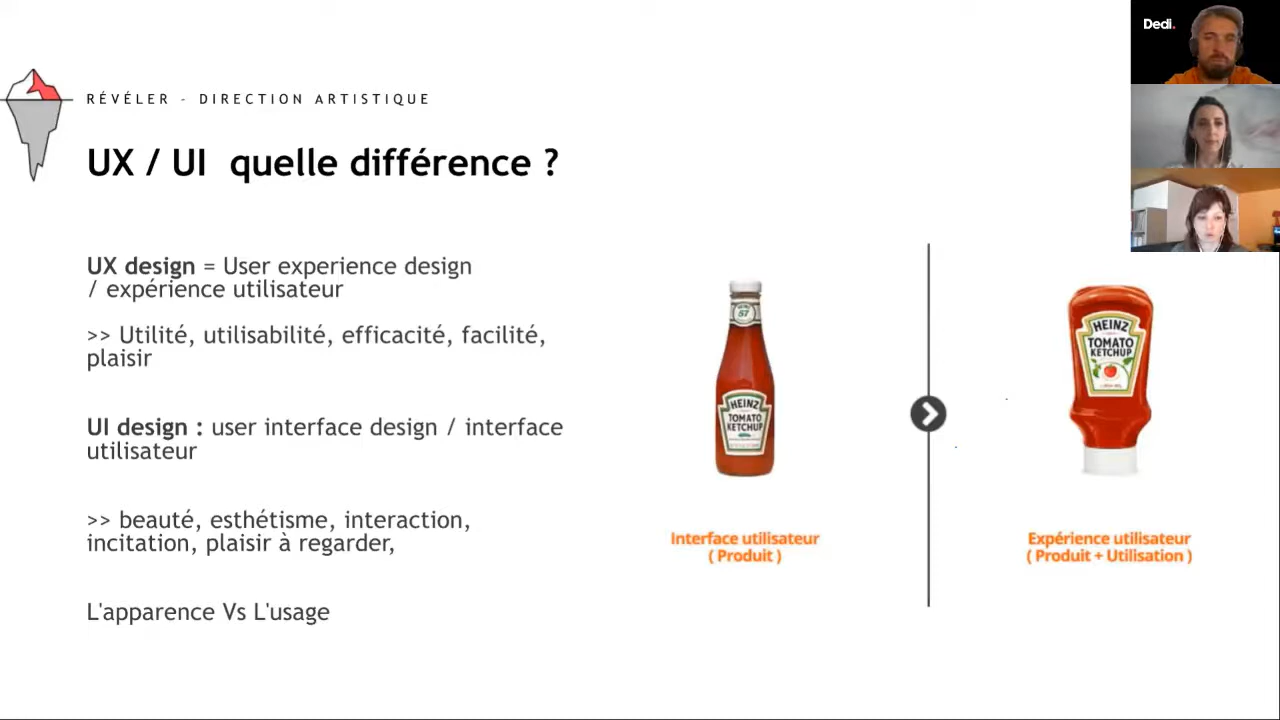 Dedi.
RÉVÉLER - DIRECTION ARTISTIQUE
UX / UI quelle différence ?
UX design = User experience design
/ expérience utilisateur
>> Utilité, utilisabilité, efficacité, facilité,
plaisir
UI design : user interface design / interface
utilisateur
>> beauté, esthétisme, interaction,
incitation, plaisir à regarder,
L'apparence Vs L'usage
57
HEINZ
TOMATO
KETCHUP
Interface utilisateur
( Produit )
HEINZ
TOMATO
KETCHUP
Expérience utilisateur
( Produit + Utilisation )